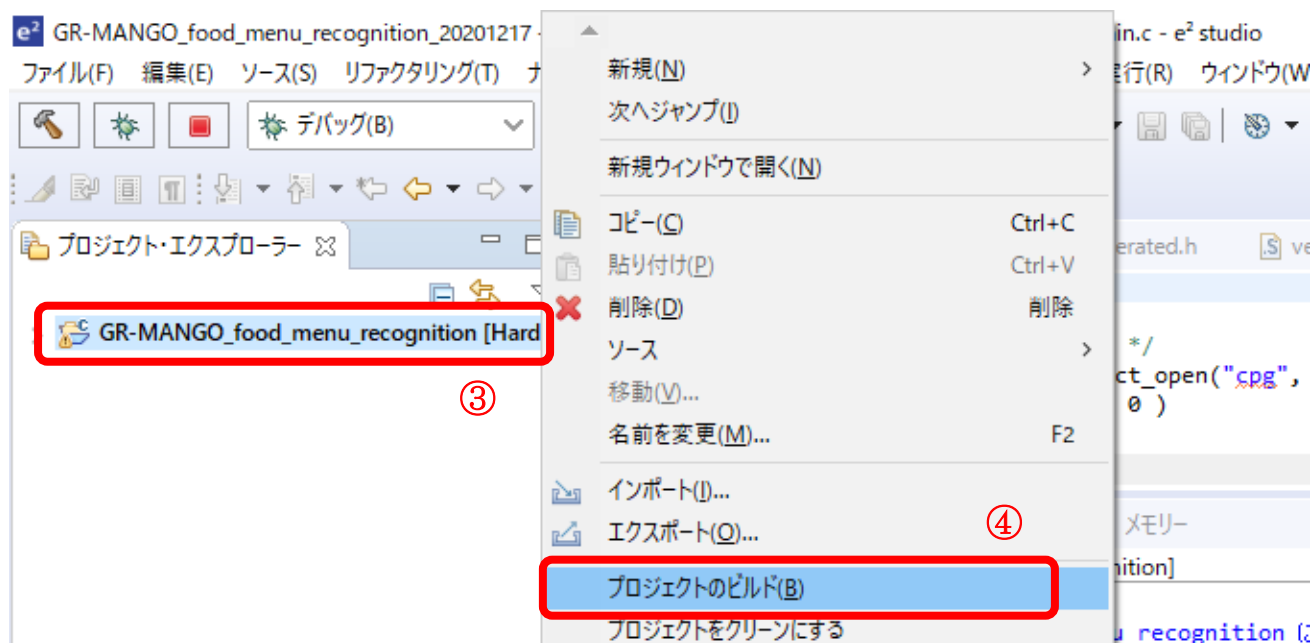 e² GR-MANGO_food_menu_recognition_20201217 -
in.c - e² studio
ファイル(F) 編集(E) ソース(S) リファクタリング(T) ナ
実行(R) ウィンドウ(W
デバッグ(B)
プロジェクト・エクスプローラー
GR-MANGO_food_menu_recognition [Hard
③
新規(N) >
次へジャンプ(I)
新規ウィンドウで開く(N)
コピー(C) Ctrl+C
貼り付け(P) Ctrl+V
削除(D) 削除
ソース >
移動(V)...
名前を変更(M)... F2
インポート(I)...
エクスポート(O)...
④
プロジェクトのビルド(B)
プロジェクトをクリーンにする
erated.h .S ve
*/
ct_open("cpg",
0 )
メモリー
nition]
recognition